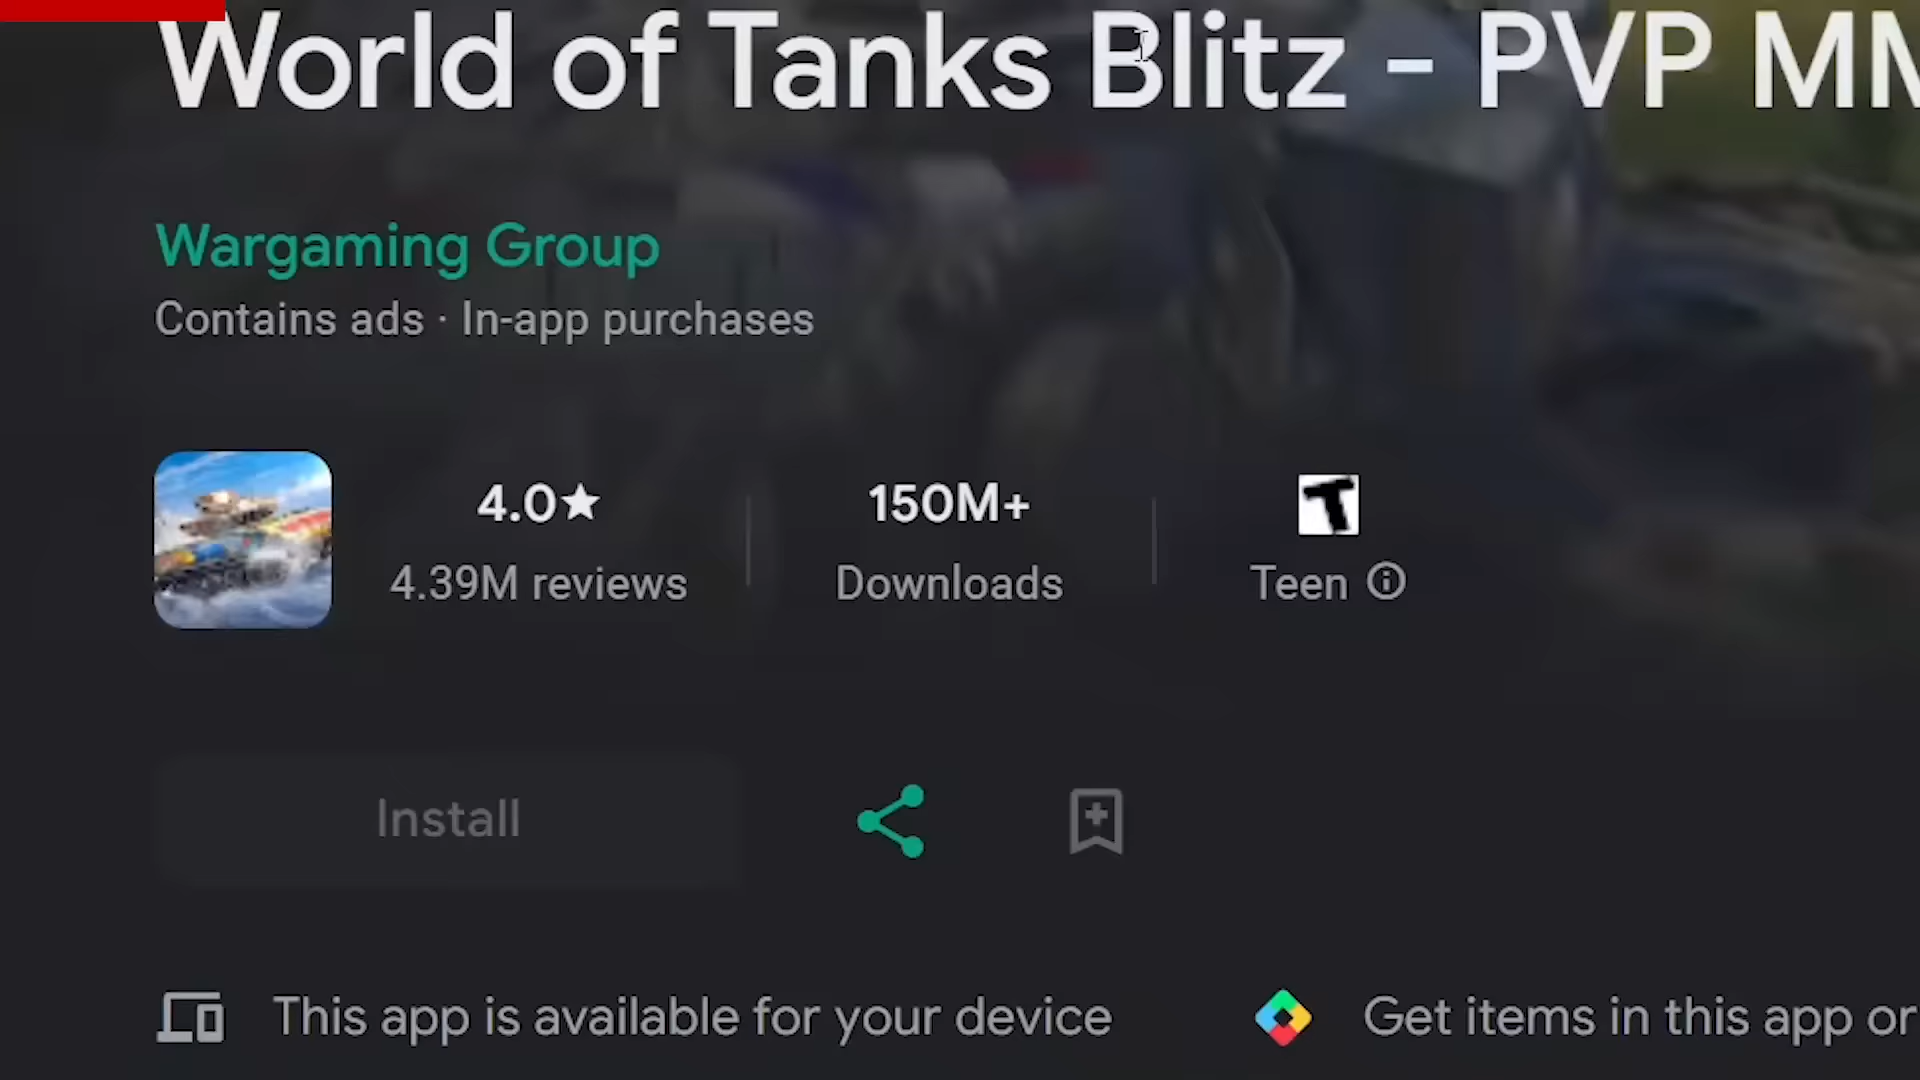 World of Tanks Blitz - PVP MM
Wargaming Group
Contains ads · In-app purchases
4.0★
4.39M reviews
150M+
Downloads
T
Teen
Install
This app is available for your device
Get items in this app or